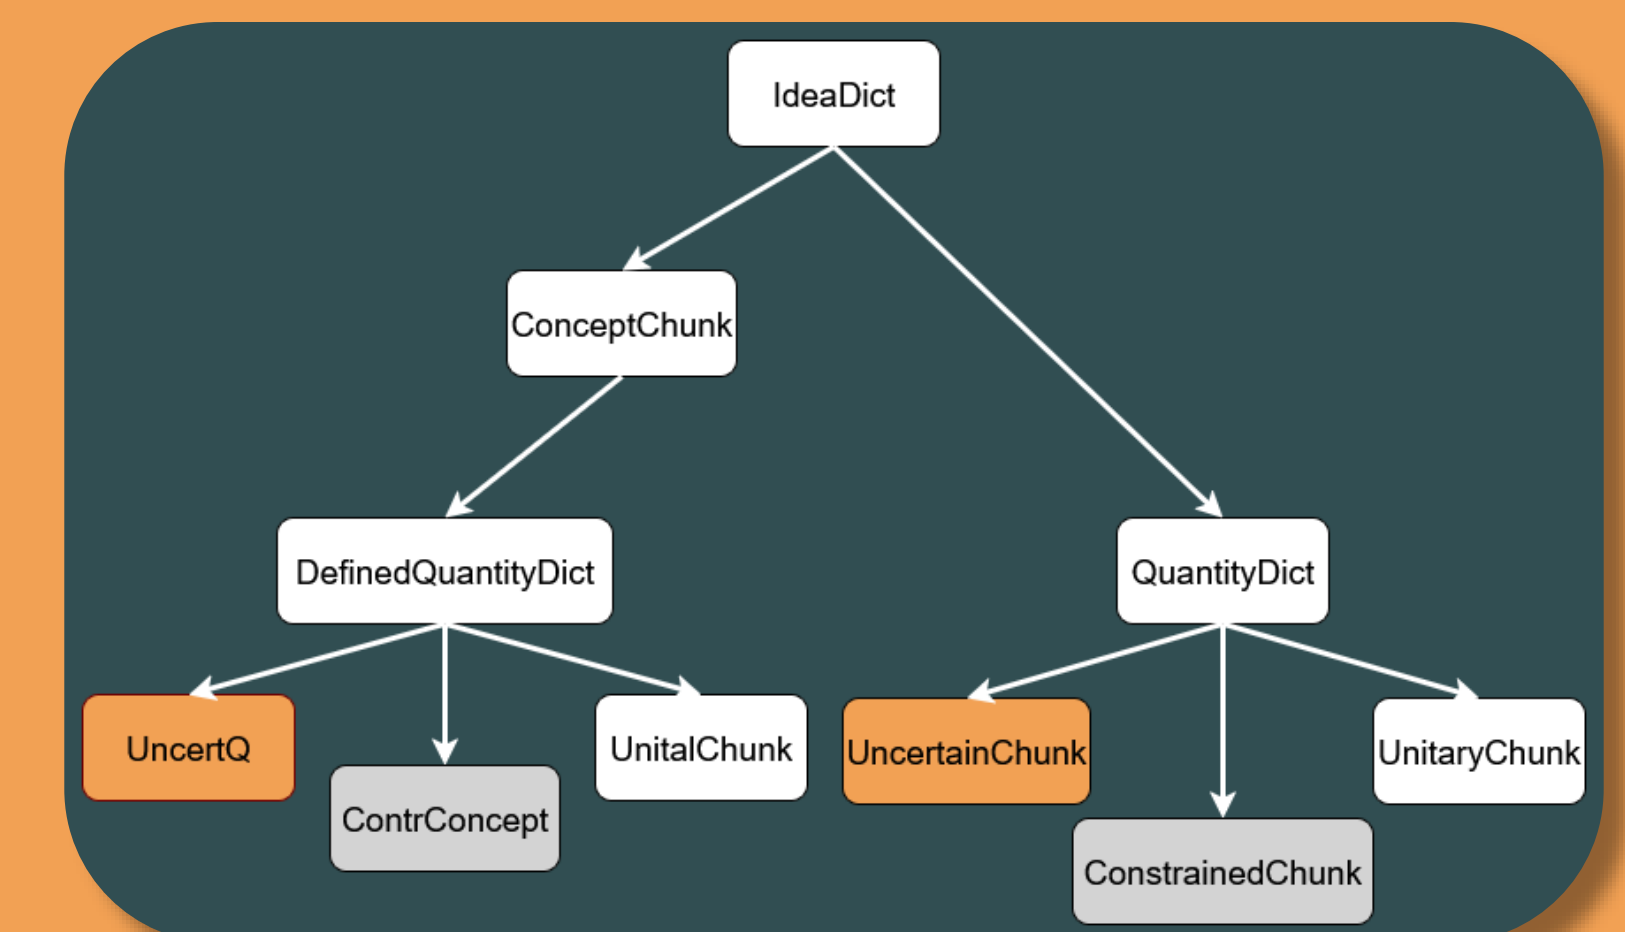 IdeaDict
ConceptChunk
DefinedQuantityDict
QuantityDict
UncertQ
ContrConcept
UnitalChunk
UncertainChunk
ConstrainedChunk
UnitaryChunk